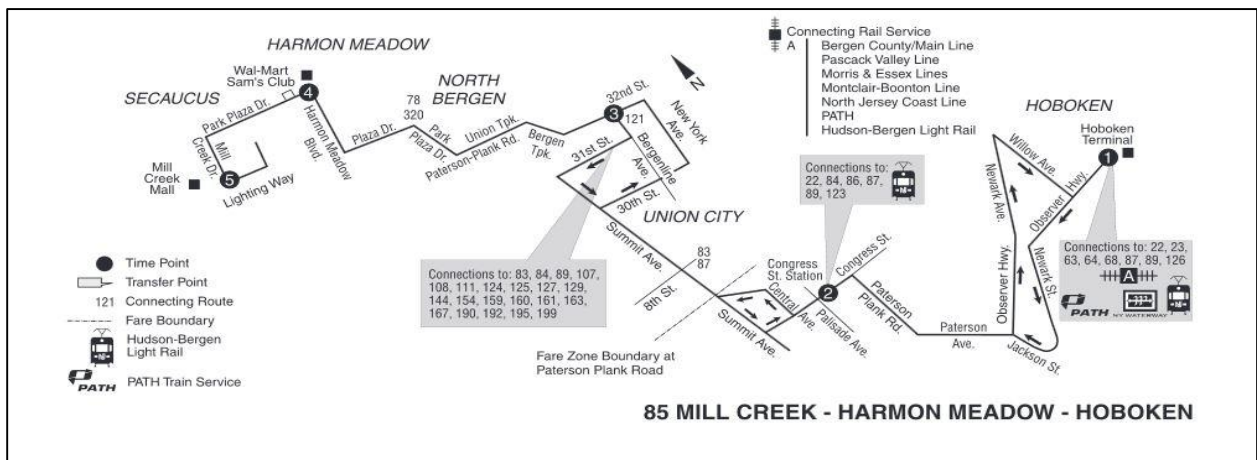 HARMON MEADOW
Wal-Mart
Sam's Club
4
SECAUCUS
Park Plaza Dr.
Mill
Creek Dr.
Mill
Creek
Mall
5
Lighting Way
Harmon Meadow
Blvd.
Plaza Dr.
78
320
NORTH
BERGEN
Park
Plaza Dr.
Union Tpk.
Paterson-Plank Rd.
Bergen
Tpk.
3
32nd St.
121
New York
Ave.
N
31st St.
Bergenline
Ave.
30th St.
UNION CITY
Summit Ave.
83
87
8th St.
Connections to: 83, 84, 89, 107,
108, 111, 124, 125, 127, 129,
144, 154, 159, 160, 161, 163,
167, 190, 192, 195, 199
Connecting Rail Service
A
Bergen County/Main Line
Pascack Valley Line
Morris & Essex Lines
Montclair-Boonton Line
North Jersey Coast Line
PATH
Hudson-Bergen Light Rail
Connections to:
22, 84, 86, 87,
89, 123
Congress
St. Station
Congress St.
2
Central Ave.
Palisade Ave.
Summit Ave.
Fare Zone Boundary at
Paterson Plank Road
Paterson
Plank Rd.
Paterson
Ave.
HOBOKEN
Hoboken
Terminal
1
Willow Ave.
Newark Ave.
Observer Hwy.
Observer Hwy.
Newark St.
Jackson St.
Connections to: 22, 23,
63, 64, 68, 87, 89, 126
A
PATH
NY WATERWAY
Time Point
Transfer Point
121 Connecting Route
Fare Boundary
Hudson-Bergen
Light Rail
PATH PATH Train Service
85 MILL CREEK - HARMON MEADOW - HOBOKEN